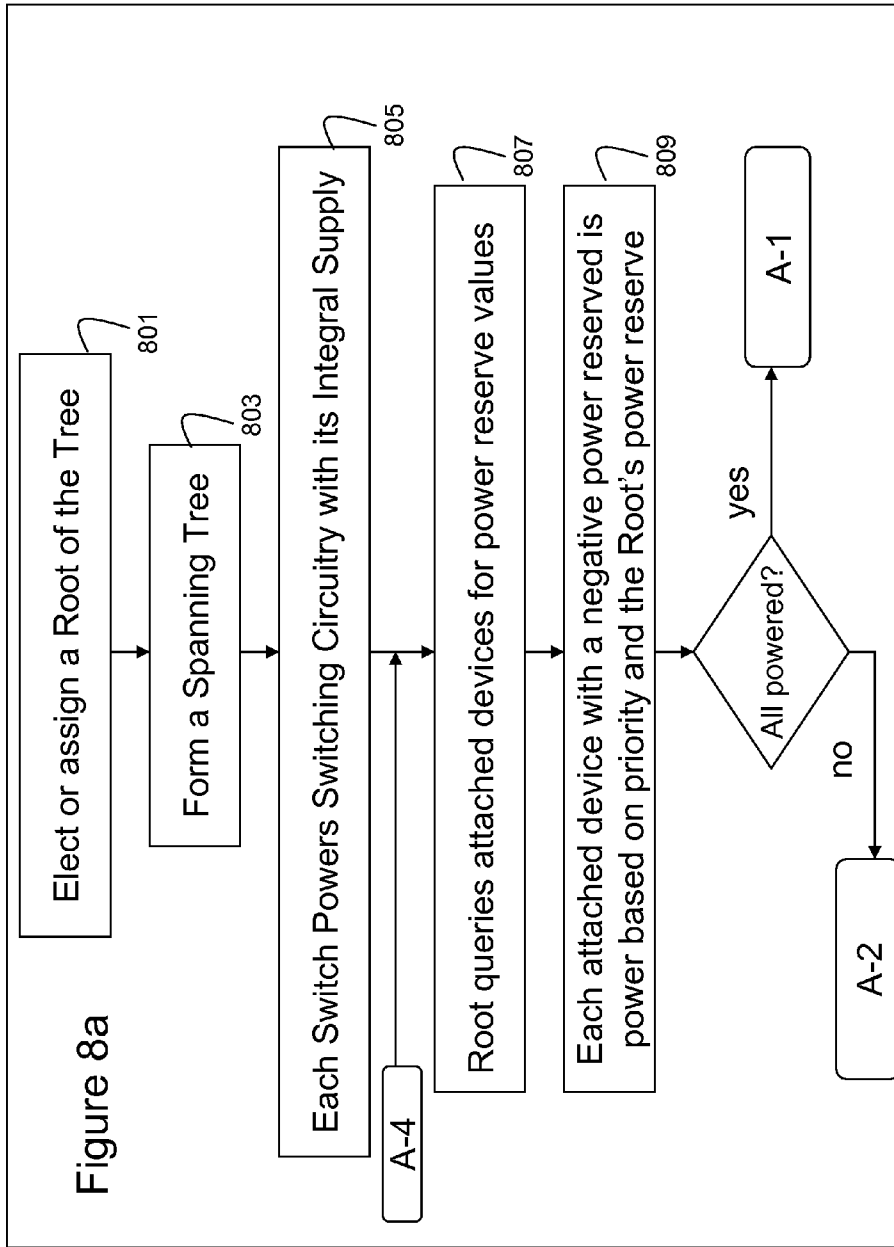 Figure 8a
Elect or assign a Root of the Tree
801
Form a Spanning Tree
803
Each Switch Powers Switching Circuitry with its Integral Supply
805
A-4
Root queries attached devices for power reserve values
807
Each attached device with a negative power reserved is
power based on priority and the Root's power reserve
809
All powered?
yes
A-1
no
A-2